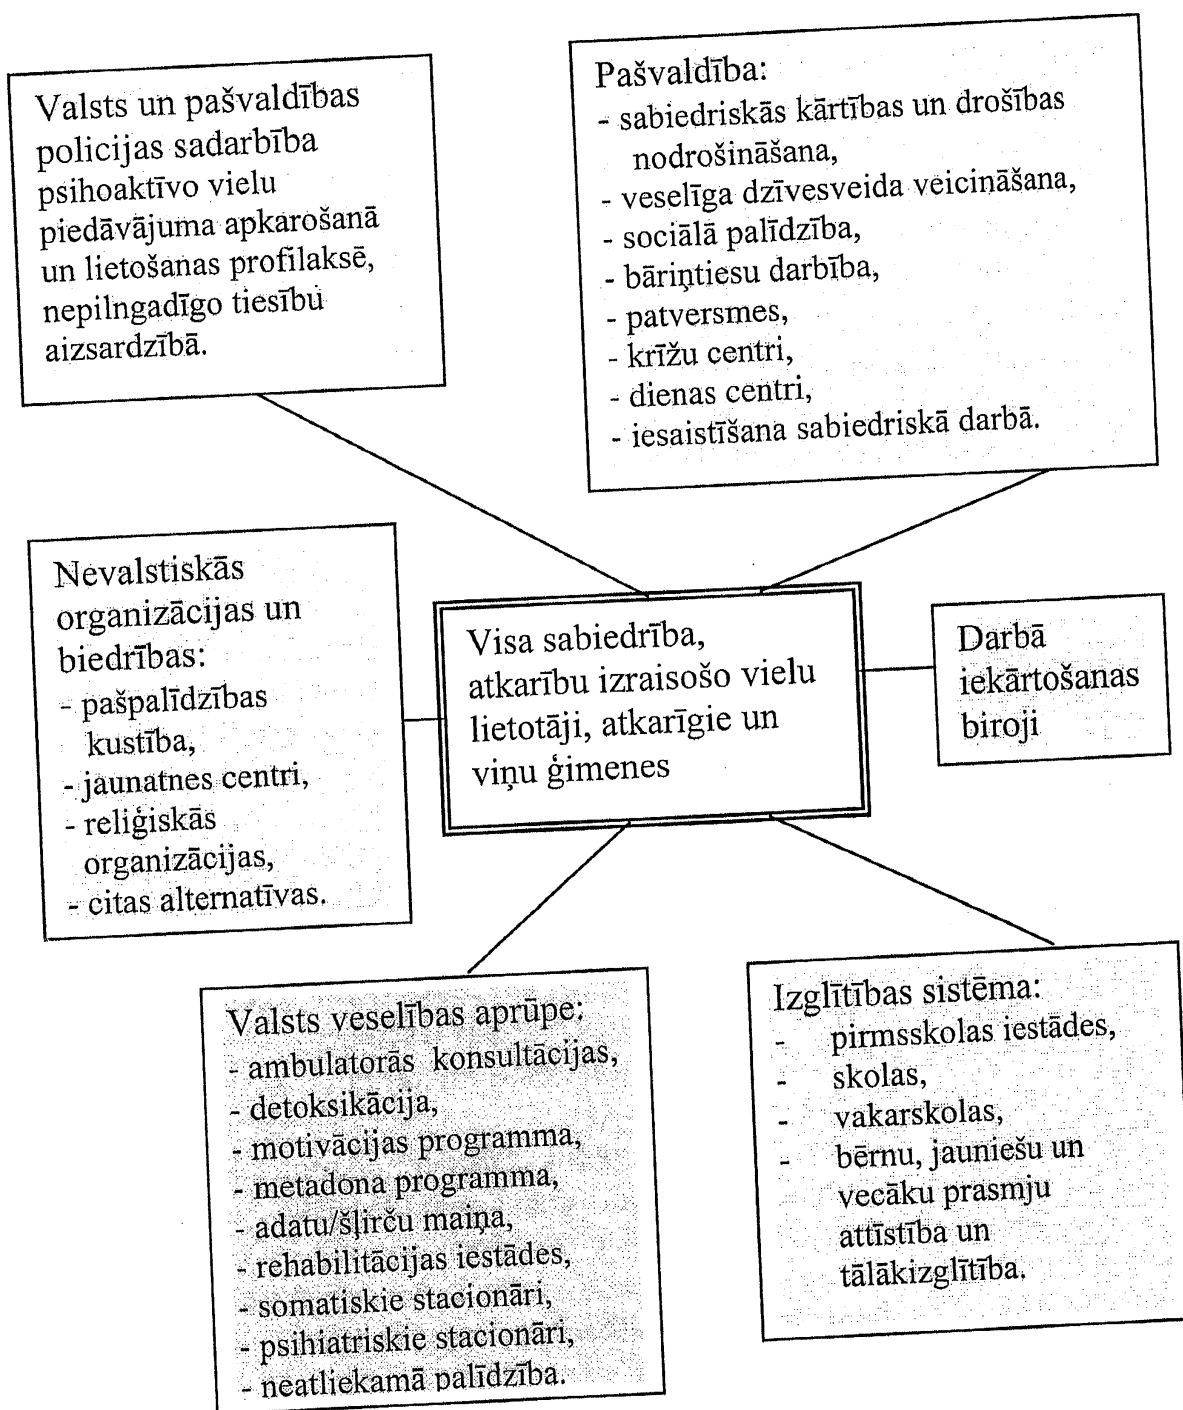 Valsts un pašvaldības
policijas sadarbība
psihoaktīvo vielu
piedāvājuma apkarošanā
un lietošanas profilaksē,
nepilngadīgo tiesību
aizsardzībā.
Pašvaldība:
- sabiedriskās kārtības un drošības
nodrošināšana,
- veselīga dzīvesveida veicināšana,
- sociālā palīdzība,
- bāriņtiesu darbība,
- patversmes,
- krīžu centri,
- dienas centri,
- iesaistīšana sabiedriskā darbā.
Nevalstiskās
organizācijas un
biedrības:
- pašpalīdzības
kustība,
- jaunatnes centri,
- reliģiskās
organizācijas,
- citas alternatīvas.
Visa sabiedrība,
atkarību izraisošo vielu
lietotāji, atkarīgie un
viņu ģimenes
Darbā
iekārtošanas
biroji
Valsts veselības aprūpe:
- ambulatorās konsultācijas,
- detoksikācija,
- motivācijas programma,
- metadona programma,
- adatu/šļirču maiņa,
- rehabilitācijas iestādes,
- somatiskie stacionāri,
- psihiatriskie stacionāri,
- neatliekamā palīdzība.
Izglītības sistēma:
- pirmsskolas iestādes,
- skolas,
- vakarskolas,
- bērnu, jauniešu un
vecāku prasmju
attīstība un
tālākizglītība.